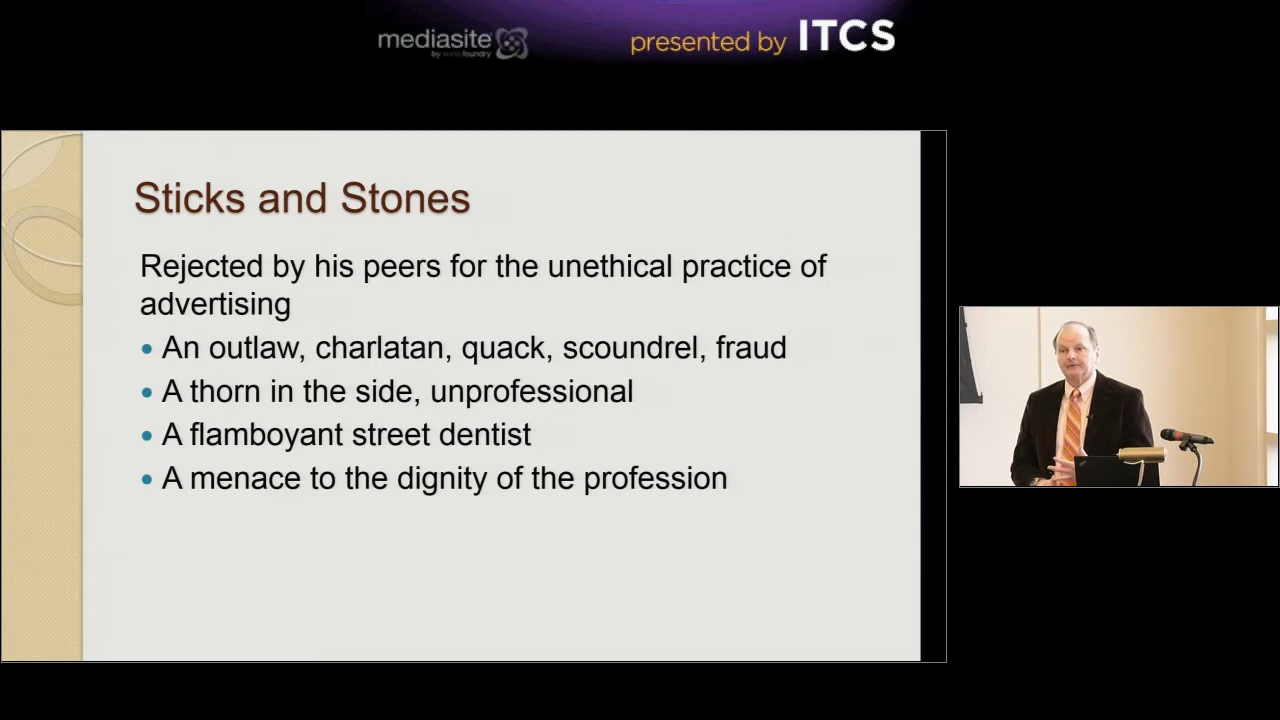 mediasite
by sonicfoundry
presented by ITCS
Sticks and Stones
Rejected by his peers for the unethical practice of
advertising
• An outlaw, charlatan, quack, scoundrel, fraud
• A thorn in the side, unprofessional
• A flamboyant street dentist
• A menace to the dignity of the profession